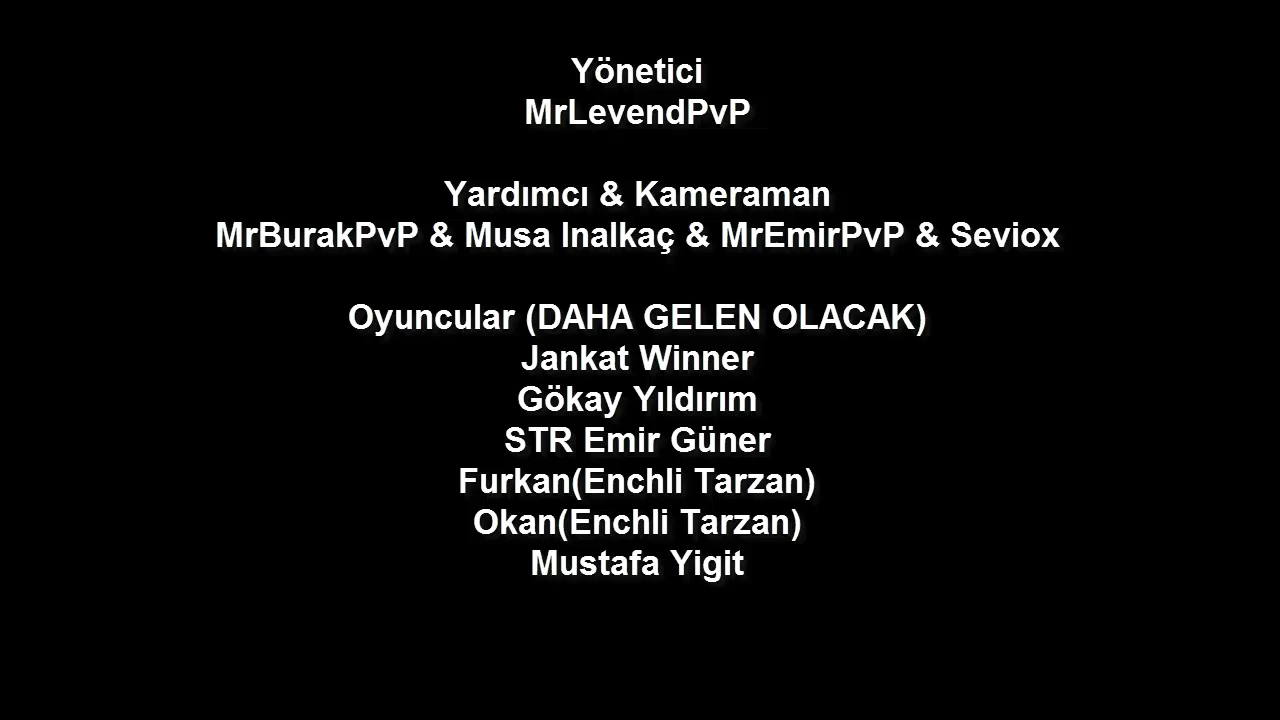 Yönetici
MrLevendPvP
Yardımcı & Kameraman
MrBurakPvP & Musa Inalkaç & MrEmirPvP & Seviox
Oyuncular (DAHA GELEN OLACAK)
Jankat Winner
Gökay Yıldırım
STR Emir Güner
Furkan(Enchli Tarzan)
Okan(Enchli Tarzan)
Mustafa Yigit